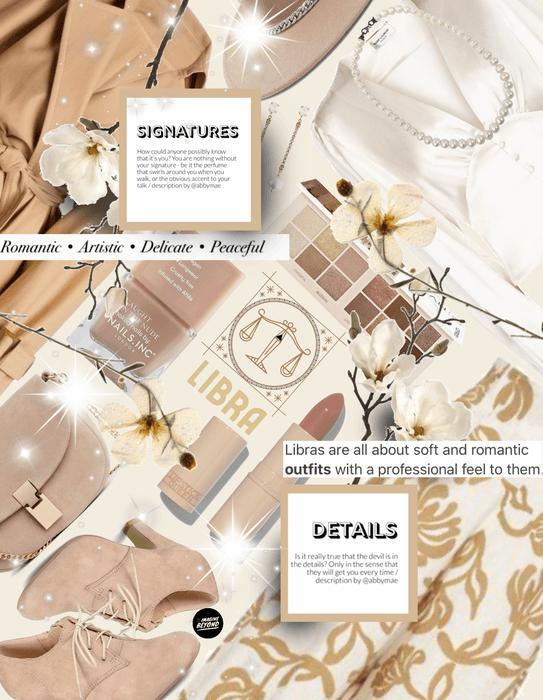 SIGNATURES
How could anyone possibly know
that it's you? You are nothing without
your signature - be it the perfume
that swirls around you when you
walk, or the obvious accent to your
talk / description by @abbymae
Romantic • Artistic • Delicate • Peaceful
Cruelty free
NAILS.INC
LONDON
LIBRA
Libras are all about soft and romantic
outfits with a professional feel to them.
DETAILS
Is it really true that the devil is in
the details? Only in the sense that
they will get you every time /
description by @abbymae
IMAGINE
BEYOND